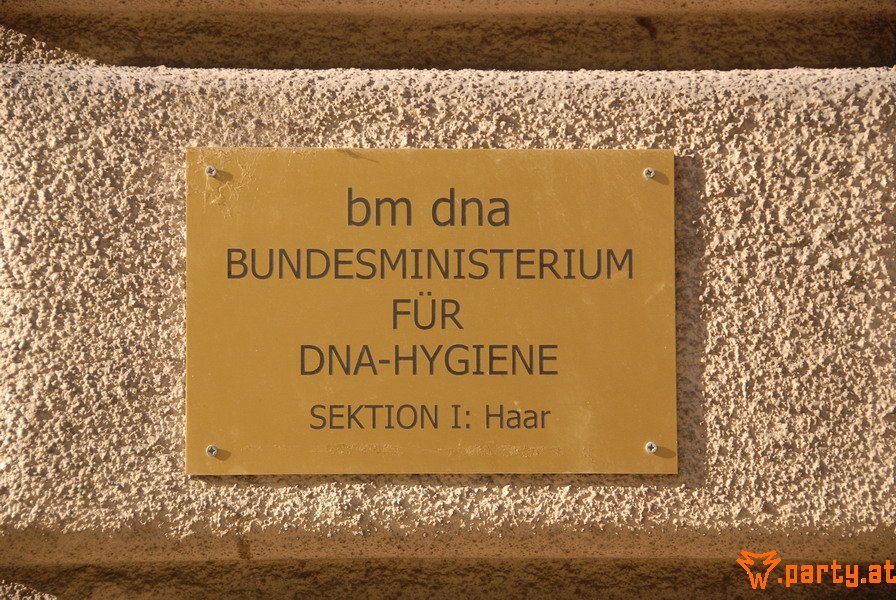 bm dna
BUNDESMINISTERIUM
FÜR
DNA-HYGIENE
SEKTION I: Haar
W.party.at